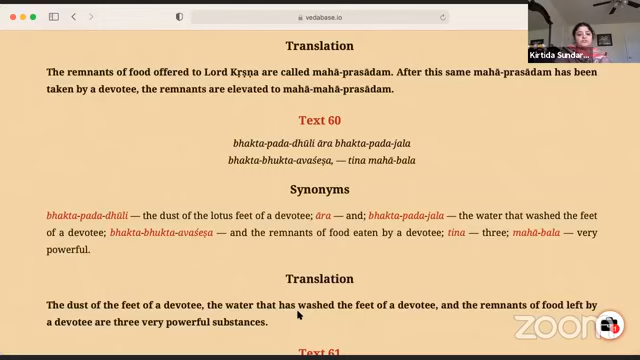 vedabase.io
Kirtida Sundar...
Translation
The remnants of food offered to Lord Kṛṣṇa are called mahā-prasādam. After this same mahā-prasādam has been
taken by a devotee, the remnants are elevated to mahā-mahā-prasādam.
Text 60
bhakta-pada-dhūli āra bhakta-pada-jala
bhakta-bhukta-avaśeṣa, — tina mahā-bala
Synonyms
bhakta-pada-dhūli — the dust of the lotus feet of a devotee; āra — and; bhakta-pada-jala — the water that washed the feet
of a devotee; bhakta-bhukta-avaśeṣa — and the remnants of food eaten by a devotee; tina — three; mahā-bala — very
powerful.
Translation
The dust of the feet of a devotee, the water that has washed the feet of a devotee, and the remnants of food left by
a devotee are three very powerful substances.
zoom
Text 61